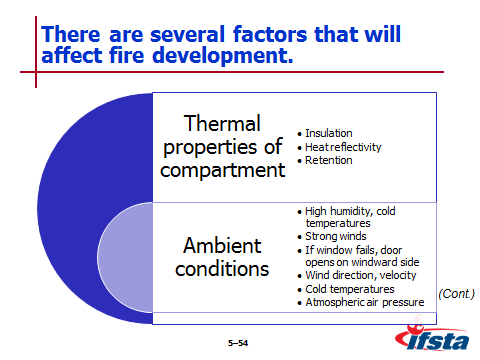 There are several factors that will
affect fire development.
Thermal
properties of
compartment
• Insulation
• Heat reflectivity
• Retention
Ambient
conditions
• High humidity, cold
temperatures
• Strong winds
• If window fails, door
opens on windward side
• Wind direction, velocity
• Cold temperatures
• Atmospheric air pressure
(Cont.)
5–54
ifsta